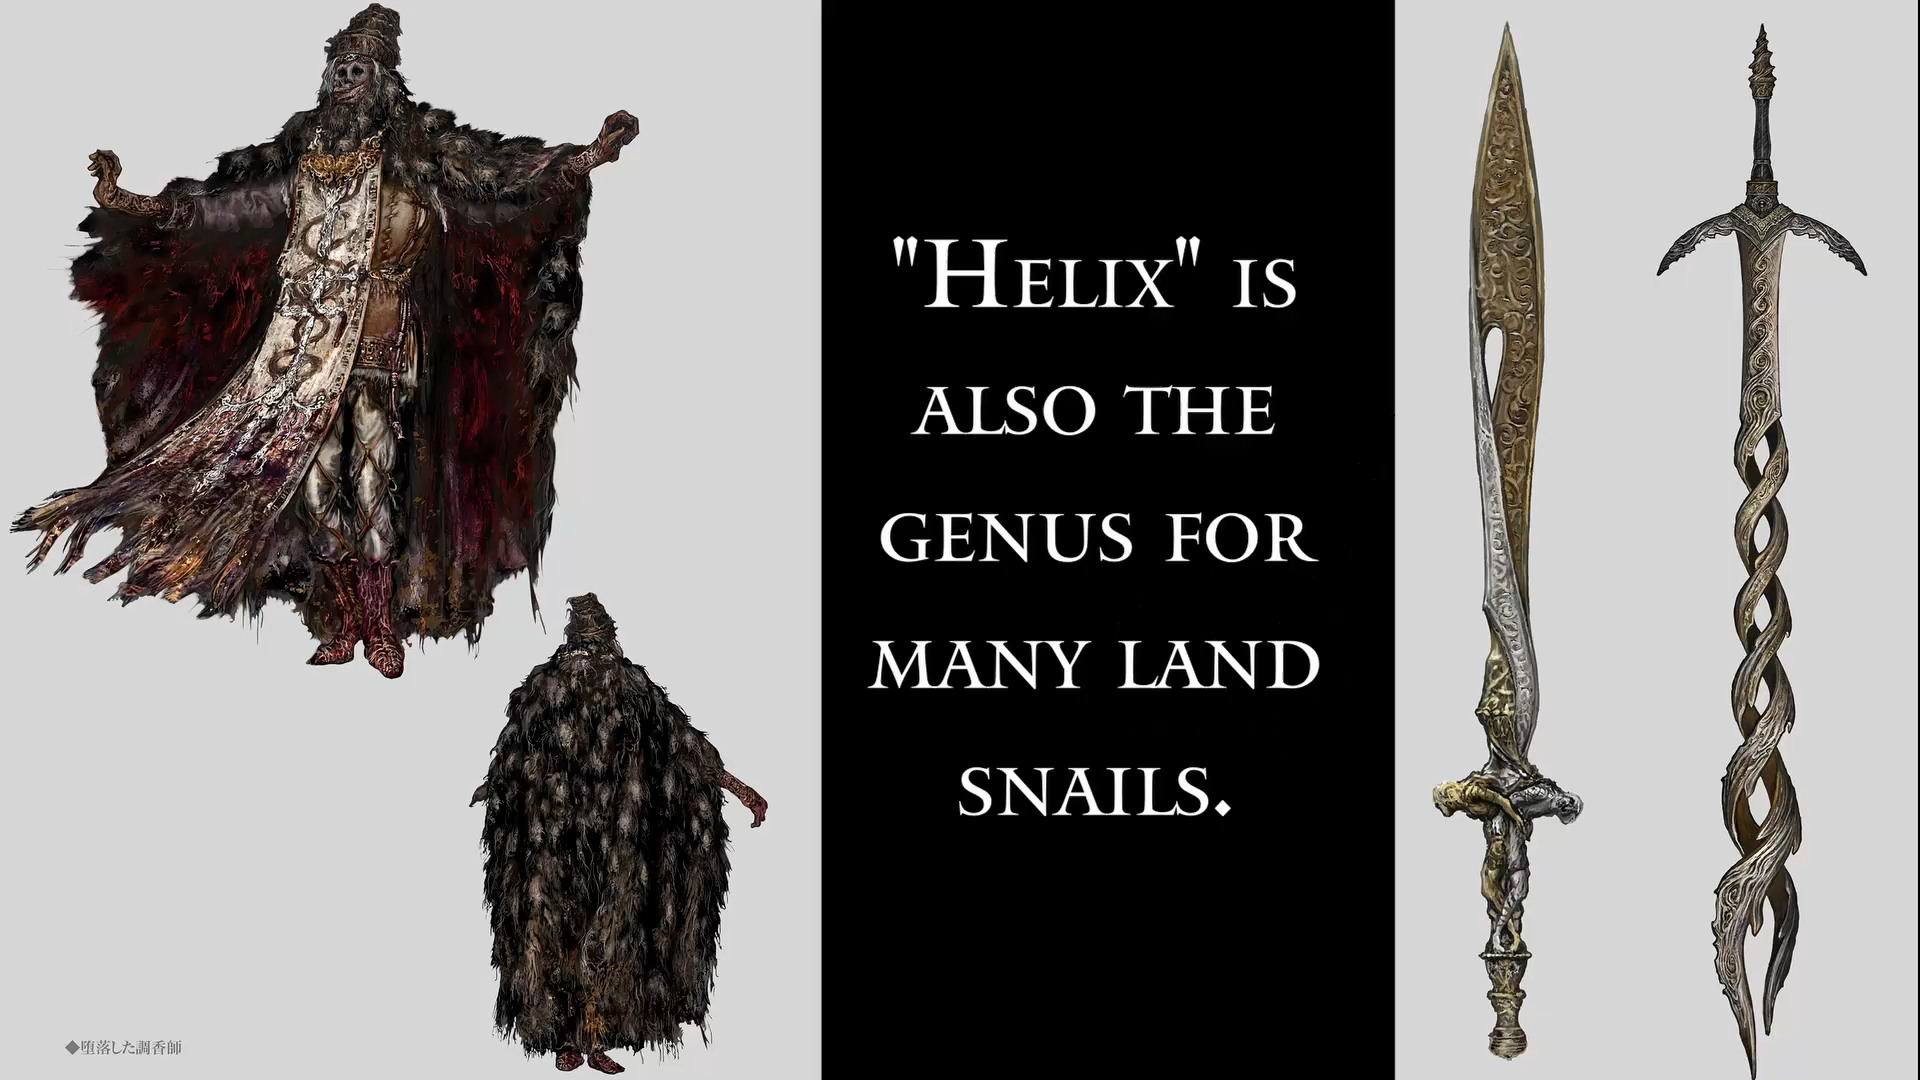 "Helix" is
also the
genus for
many land
snails.
◆堕落した調香師